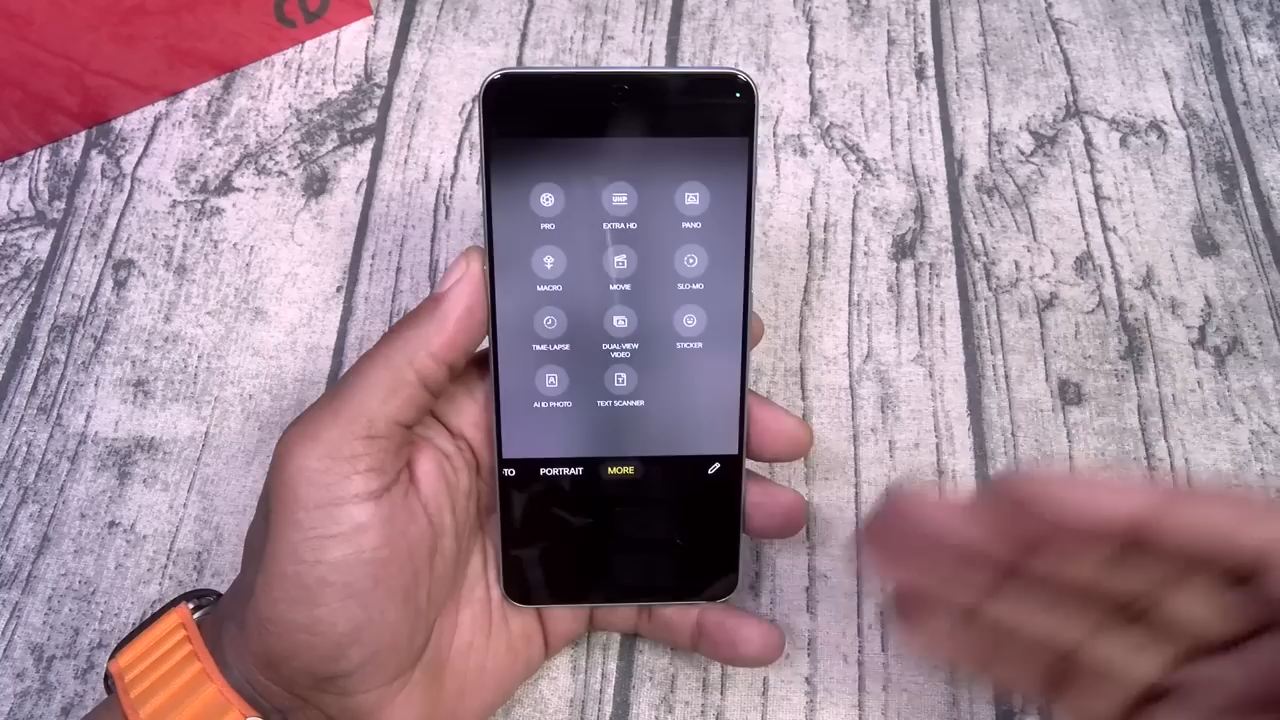 PRO
EXTRA HD
PANO
MACRO
MOVIE
SLO-MO
TIME-LAPSE
DUAL-VIEW
VIDEO
STICKER
AI ID PHOTO
TEXT SCANNER
TO
PORTRAIT
MORE